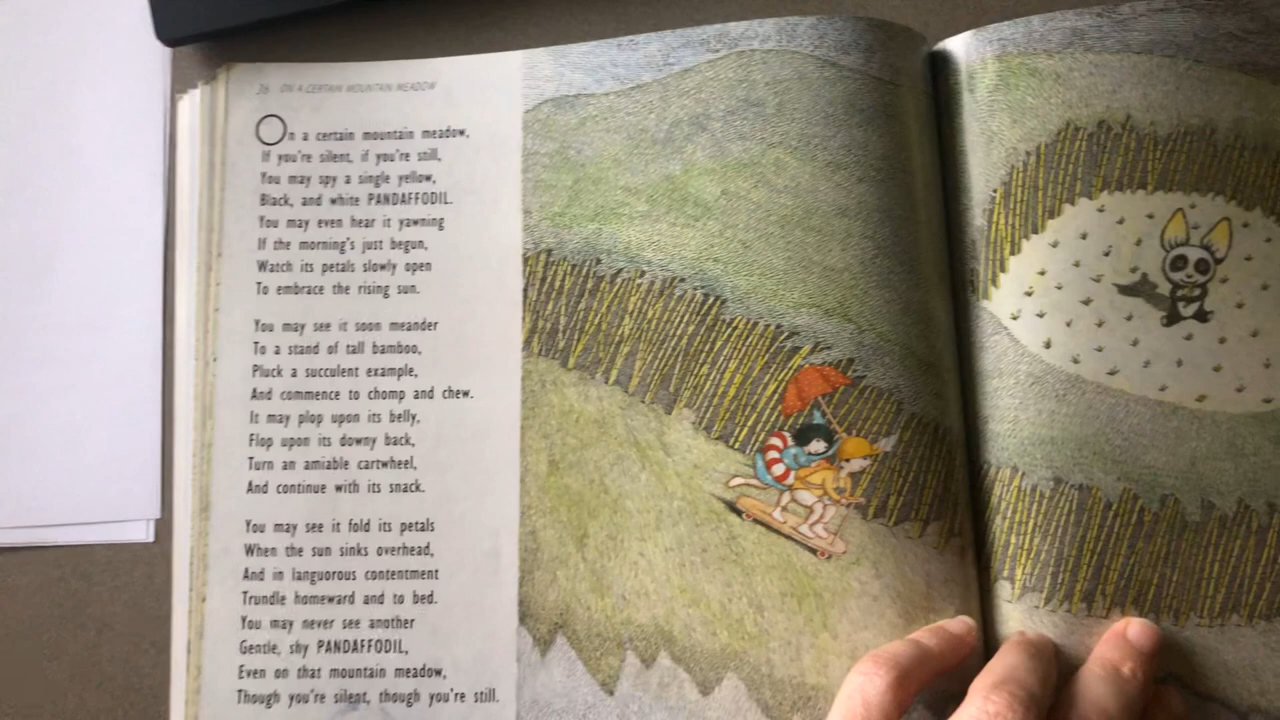 36 ON A CERTAIN MOUNTAIN MEADOW
On a certain mountain meadow,
If you're silent, if you're still,
You may spy a single yellow,
Black, and white PANDAFFODIL.
You may even hear it yawning
If the morning's just begun,
Watch its petals slowly open
To embrace the rising sun.
You may see it soon meander
To a stand of tall bamboo,
Pluck a succulent example,
And commence to chomp and chew.
It may plop upon its belly,
Flop upon its downy back,
Turn an amiable cartwheel,
And continue with its snack.
You may see it fold its petals
When the sun sinks overhead,
And in languorous contentment
Trundle homeward and to bed.
You may never see another
Gentle, shy PANDAFFODIL,
Even on that mountain meadow,
Though you're silent, though you're still.